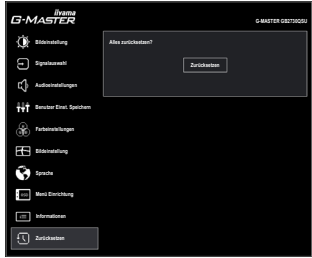 iiyama
G-MASTER
G-MASTER GB2730QSU
Bildeinstellung
Alles zurücksetzen?
Signalauswahl
Zurücksetzen
Audioeinstellungen
Benutzer Einst. Speichern
Farbeinstellungen
Bildeinstellung
Sprache
Menü Einrichtung
Informationen
Zurücksetzen